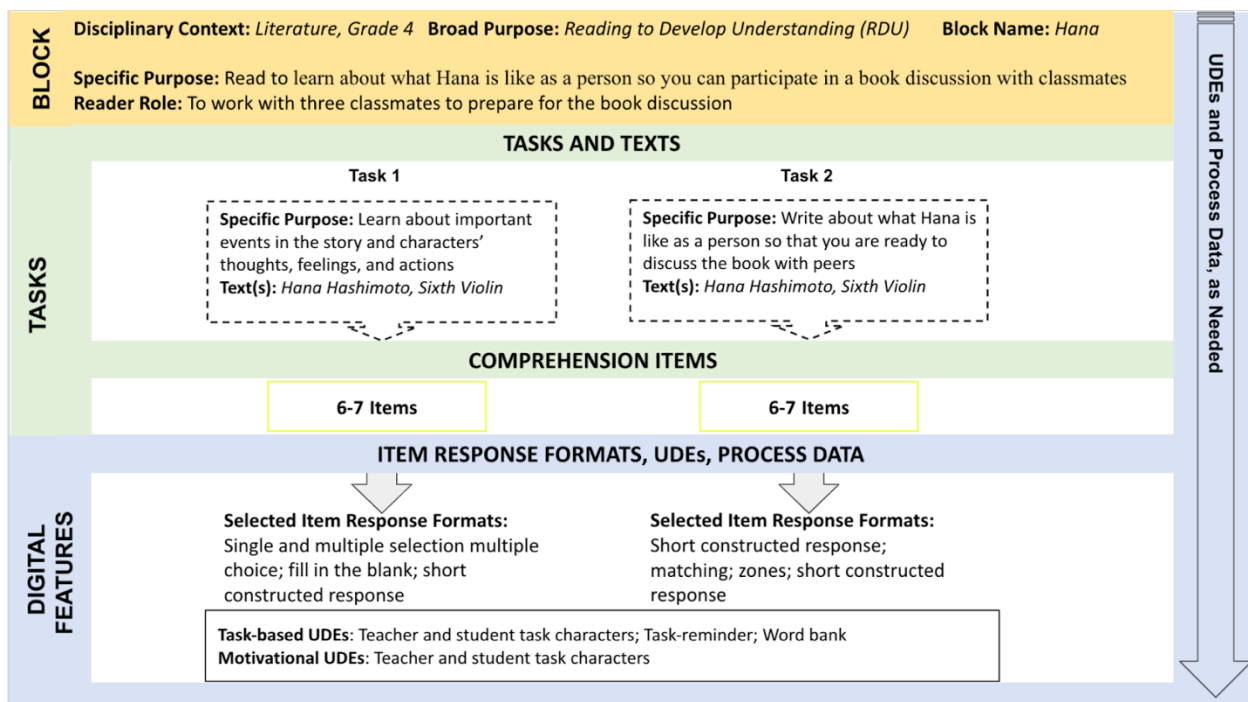 Disciplinary Context: Literature, Grade 4 Broad Purpose: Reading to Develop Understanding (RDU) Block Name: Hana
Specific Purpose: Read to learn about what Hana is like as a person so you can participate in a book discussion with classmates
Reader Role: To work with three classmates to prepare for the book discussion
BLOCK
TASKS AND TEXTS
Task 1
Specific Purpose: Learn about important
events in the story and characters’
thoughts, feelings, and actions
Text(s): Hana Hashimoto, Sixth Violin
Task 2
Specific Purpose: Write about what Hana is
like as a person so that you are ready to
discuss the book with peers
Text(s): Hana Hashimoto, Sixth Violin
TASKS
COMPREHENSION ITEMS
6-7 Items
6-7 Items
ITEM RESPONSE FORMATS, UDEs, PROCESS DATA
Selected Item Response Formats:
Single and multiple selection multiple
choice; fill in the blank; short
constructed response
Selected Item Response Formats:
Short constructed response;
matching; zones; short constructed
response
DIGITAL
FEATURES
Task-based UDEs: Teacher and student task characters; Task-reminder; Word bank
Motivational UDEs: Teacher and student task characters
UDEs and Process Data, as Needed